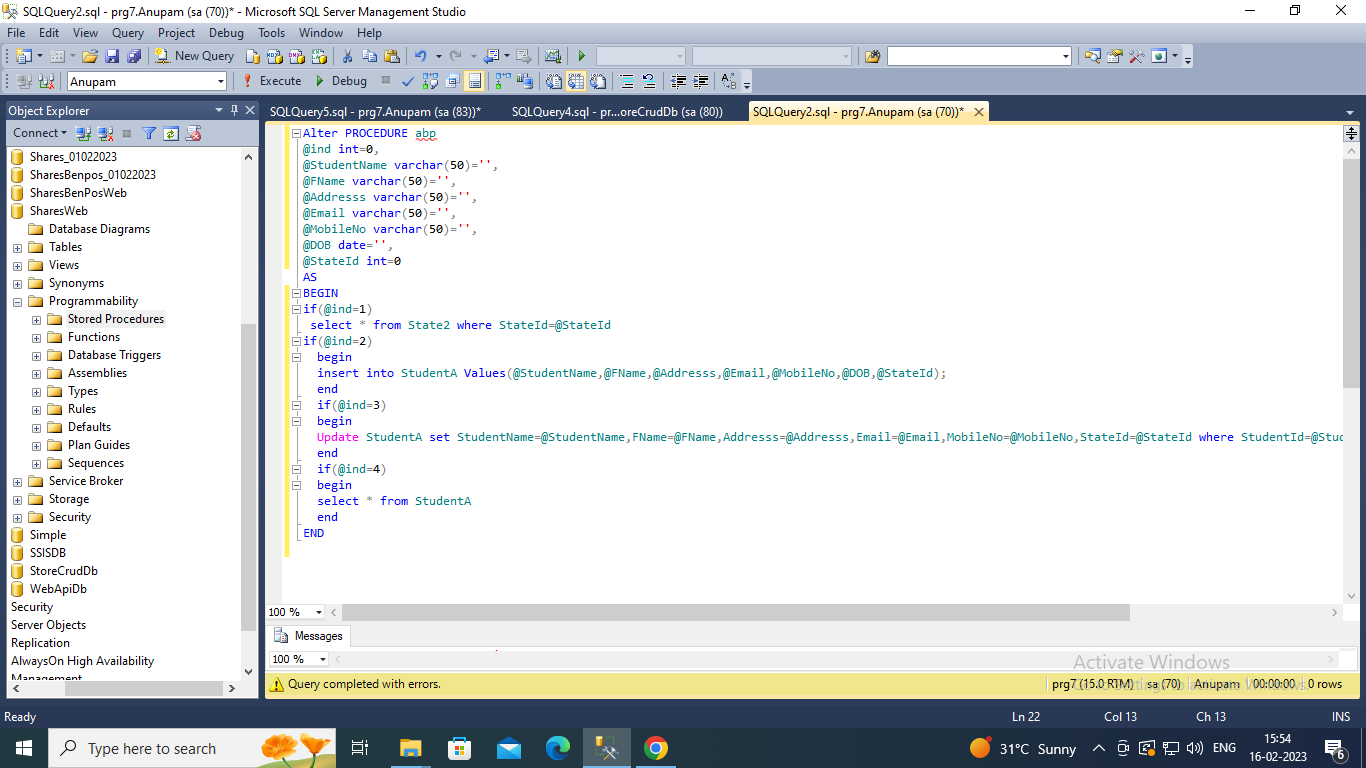 SQLQuery2.sql - prg7.Anupam (sa (70))* - Microsoft SQL Server Management Studio
File Edit View Query Project Debug Tools Window Help
New Query
Anupam Execute Debug
Object Explorer
SQLQuery5.sql - prg7.Anupam (sa (83))* SQLQuery4.sql - pr...oreCrudDb (sa (80)) SQLQuery2.sql - prg7.Anupam (sa (70))*
Connect
Shares_01022023
SharesBenpos_01022023
SharesBenPosWeb
SharesWeb
Database Diagrams
Tables
Views
Synonyms
Programmability
Stored Procedures
Functions
Database Triggers
Assemblies
Types
Rules
Defaults
Plan Guides
Sequences
Service Broker
Storage
Security
Simple
SSISDB
StoreCrudDb
WebApiDb
Security
Server Objects
Replication
AlwaysOn High Availability
Management
Alter PROCEDURE abp
@ind int=0,
@StudentName varchar(50)='',
@FName varchar(50)='',
@Addresss varchar(50)='',
@Email varchar(50)='',
@MobileNo varchar(50)='',
@DOB date='',
@StateId int=0
AS
BEGIN
if(@ind=1)
select * from State2 where StateId=@StateId
if(@ind=2)
begin
insert into StudentA Values(@StudentName,@FName,@Addresss,@Email,@MobileNo,@DOB,@StateId);
end
if(@ind=3)
begin
Update StudentA set StudentName=@StudentName,FName=@FName,Addresss=@Addresss,Email=@Email,MobileNo=@MobileNo,StateId=@StateId where StudentId=@Stu
end
if(@ind=4)
begin
select * from StudentA
end
END
100 %
Messages
100 %
Activate Windows
Go to Settings to activate Windows.
Query completed with errors. prg7 (15.0 RTM) sa (70) Anupam 00:00:00 0 rows
Ready Ln 22 Col 13 Ch 13 INS
Type here to search 31°C Sunny ENG 15:54
16-02-2023 6